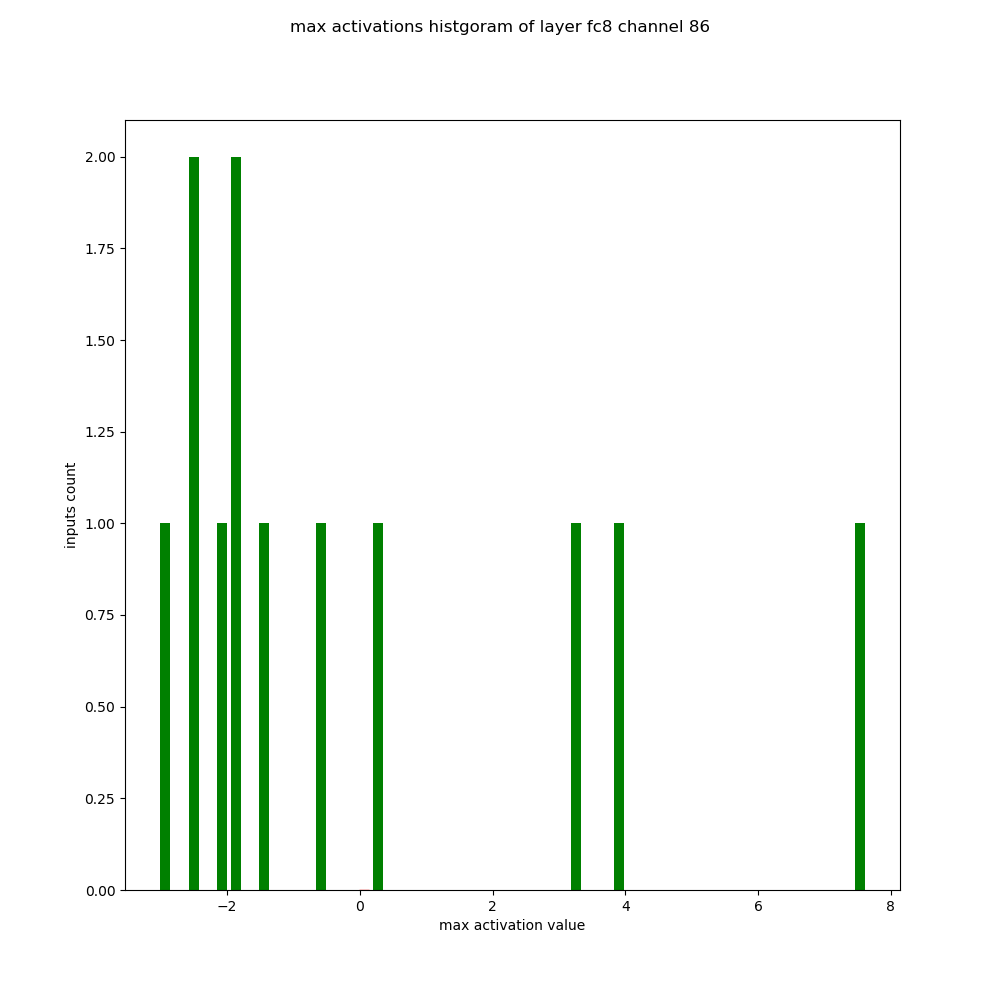 max activations histgoram of layer fc8 channel 86
2.00
1.75
1.50
1.25
1.00
0.75
0.50
0.25
0.00
inputs count
−2 0 2 4 6 8
max activation value